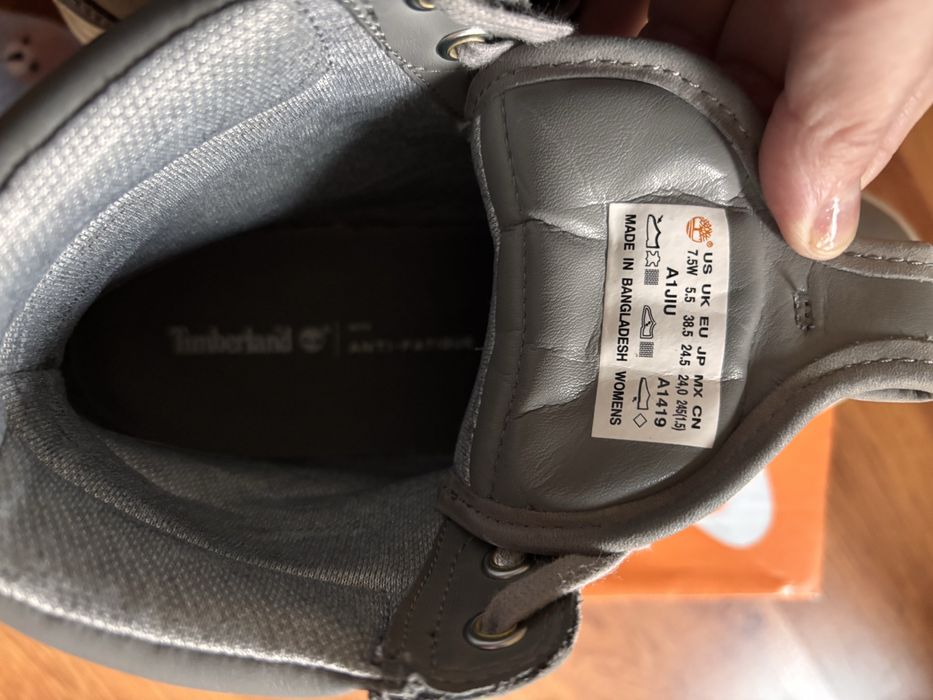 US UK EU JP MX CN
7.5W 5.5 38.5 24.5 24,0 245(1.5)
A1JIU A1419
MADE IN BANGLADESH WOMENS
Timberland
WITH
ANTI-FATIGUE